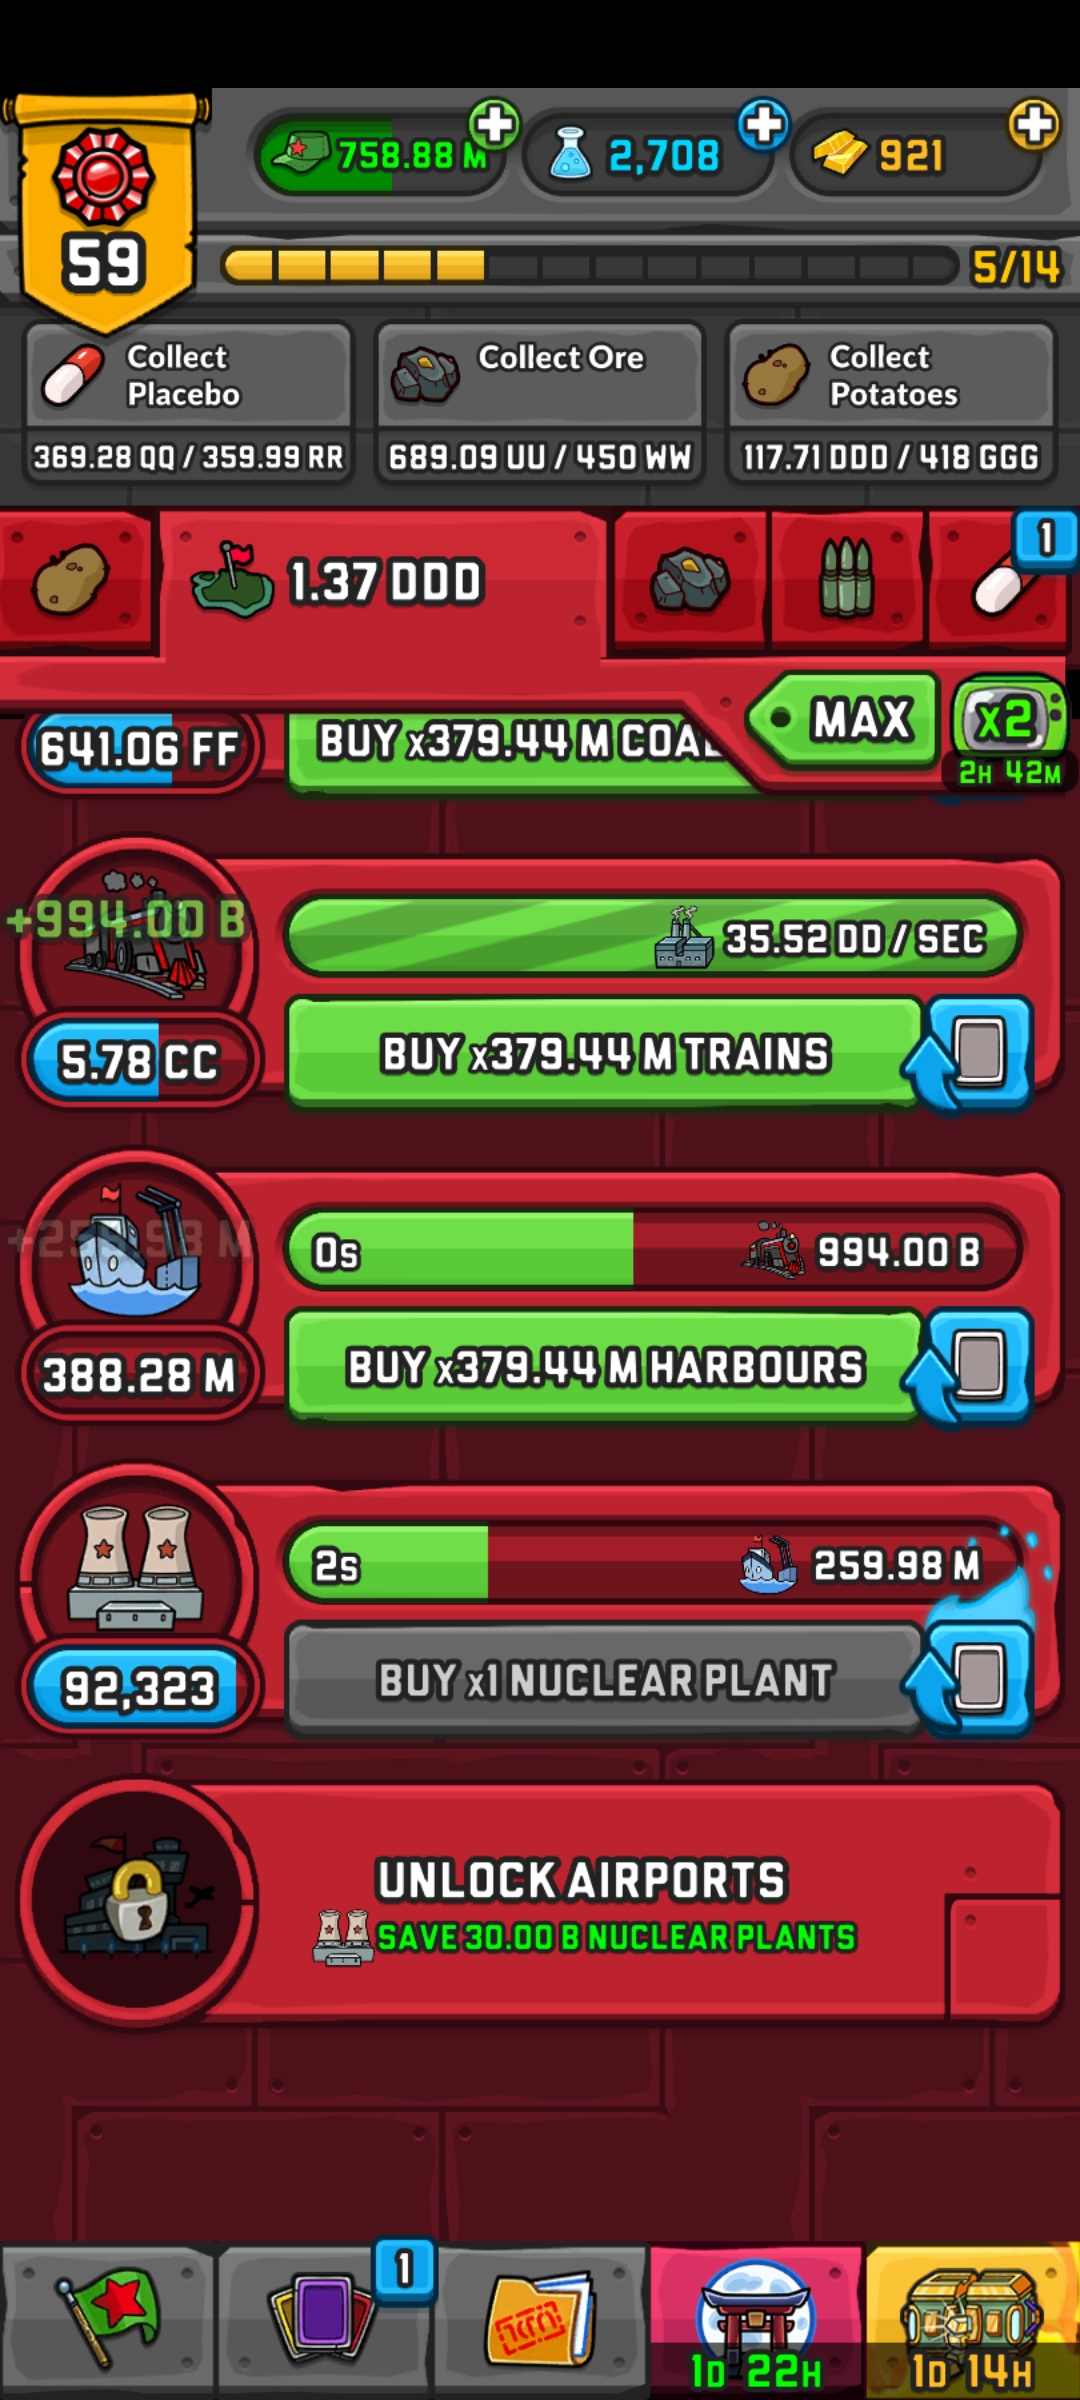 758.88 M
2,708
921
59
5/14
Collect
Placebo
369.28 QQ / 359.99 RR
Collect Ore
689.09 UU / 450 WW
Collect
Potatoes
117.71 DDD / 418 GGG
1.37 DDD
1
MAX
x2
2H 42M
641.06 FF
BUY x379.44 M COAL
+994.00 B
35.52 DD / SEC
5.78 CC
BUY x379.44 M TRAINS
+259.98 M
0s
994.00 B
388.28 M
BUY x379.44 M HARBOURS
2s
259.98 M
92,323
BUY x1 NUCLEAR PLANT
UNLOCK AIRPORTS
SAVE 30.00 B NUCLEAR PLANTS
1
1D 22H
1D 14H